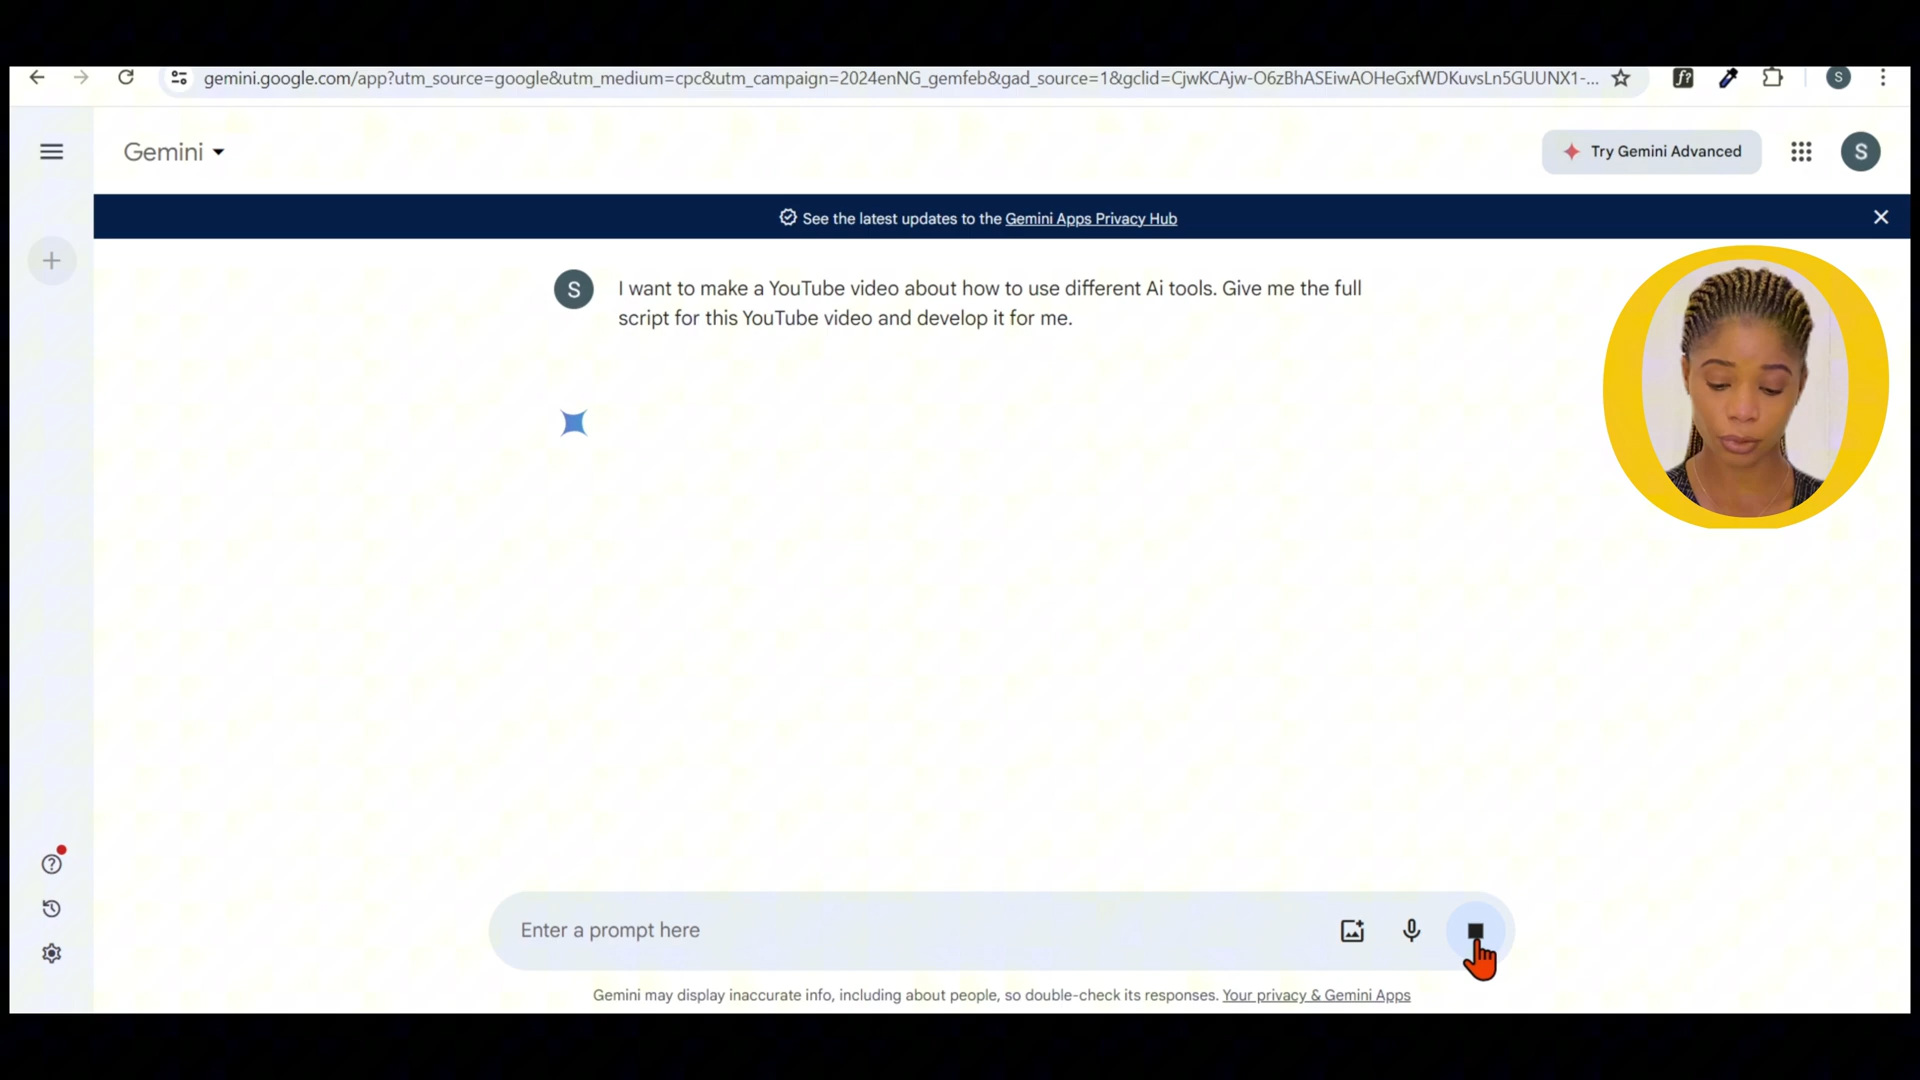 gemini.google.com/app?utm_source=google&utm_medium=cpc&utm_campaign=2024enNG_gemfeb&gad_source=1&gclid=CjwKCAjw-O6zBhASEiwAOHeGxfWDKuvsLn5GUUNX1-...
S
Gemini
Try Gemini Advanced
S
See the latest updates to the Gemini Apps Privacy Hub
S
I want to make a YouTube video about how to use different Ai tools. Give me the full
script for this YouTube video and develop it for me.
Enter a prompt here
Gemini may display inaccurate info, including about people, so double-check its responses. Your privacy & Gemini Apps